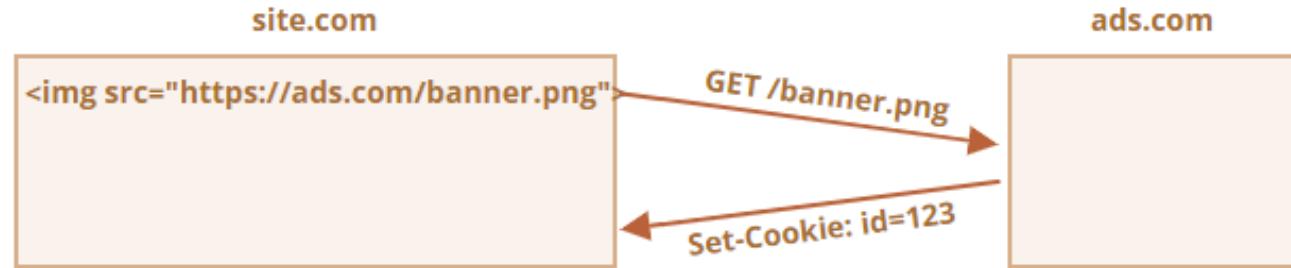 site.com
ads.com
<img src="https://ads.com/banner.png">
GET /banner.png
Set-Cookie: id=123